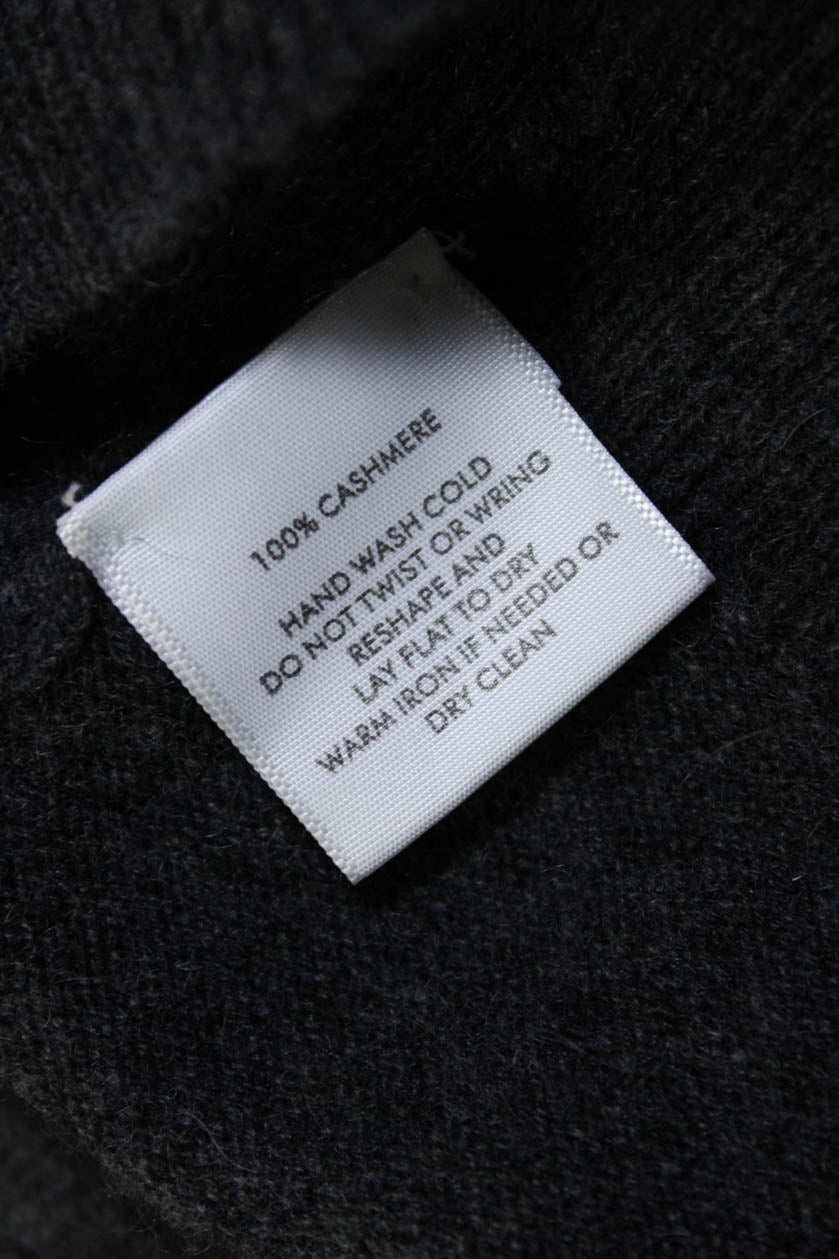 100% CASHMERE
HAND WASH COLD
DO NOT TWIST OR WRING
RESHAPE AND
LAY FLAT TO DRY
WARM IRON IF NEEDED OR
DRY CLEAN